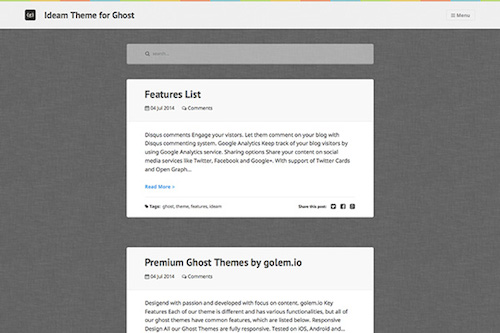 Ideam Theme for Ghost
Menu
search...
Features List
04 Jul 2014 Comments
Disqus comments Engage your vistors. Let them comment on your blog with
Disqus commenting system. Google Analytics Keep track of your blog visitors by
using Google Analytics service. Sharing options Share your content on social
media services like Twitter, Facebook and Google+. With support of Twitter Cards
and Open Graph...
Read More »
Tags: ghost, theme, features, ideam Share this post:
Premium Ghost Themes by golem.io
04 Jul 2014 Comments
Desigend with passion and developed with focus on content. golem.io Key
Features Each of our theme is different and has various functionalities, but all of
our ghost themes have common features, which are listed below. Responsive
Design All our Ghost Themes are fully responsive. Tested on iOS, Android and...